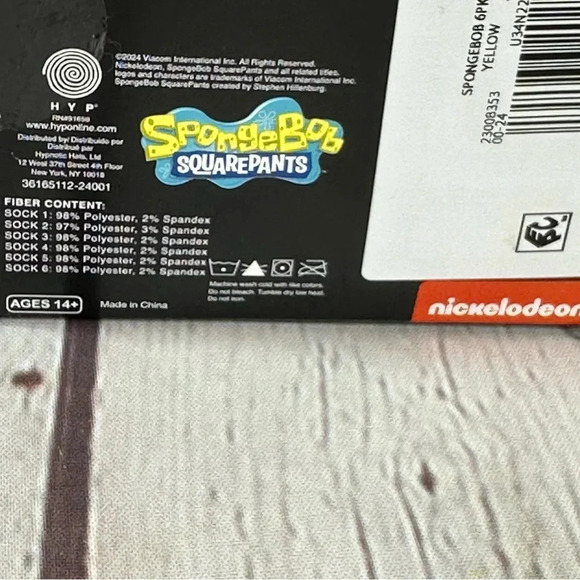 ©2024 Viacom International Inc. All Rights Reserved.
Nickelodeon, SpongeBob SquarePants and all related titles,
logos and characters are trademarks of Viacom International Inc.
SpongeBob SquarePants created by Stephen Hillenburg.
HYP®
RN#91659
www.hyponline.com
Distributed by/ Distribuido por
Distribué par
Hypnotic Hats, Ltd
12 West 37th Street 4th Floor
New York, NY 10018
36165112-24001
SPONGEBOB
SQUAREPANTS
FIBER CONTENT:
SOCK 1: 98% Polyester, 2% Spandex
SOCK 2: 97% Polyester, 3% Spandex
SOCK 3: 98% Polyester, 2% Spandex
SOCK 4: 98% Polyester, 2% Spandex
SOCK 5: 98% Polyester, 2% Spandex
SOCK 6: 98% Polyester, 2% Spandex
Machine wash cold with like colors.
Do not bleach. Tumble dry low heat.
Do not iron.
AGES 14+
Made in China
SPONGEBOB 6PK
YELLOW
U34N22
23008353
00-24
nickelodeon